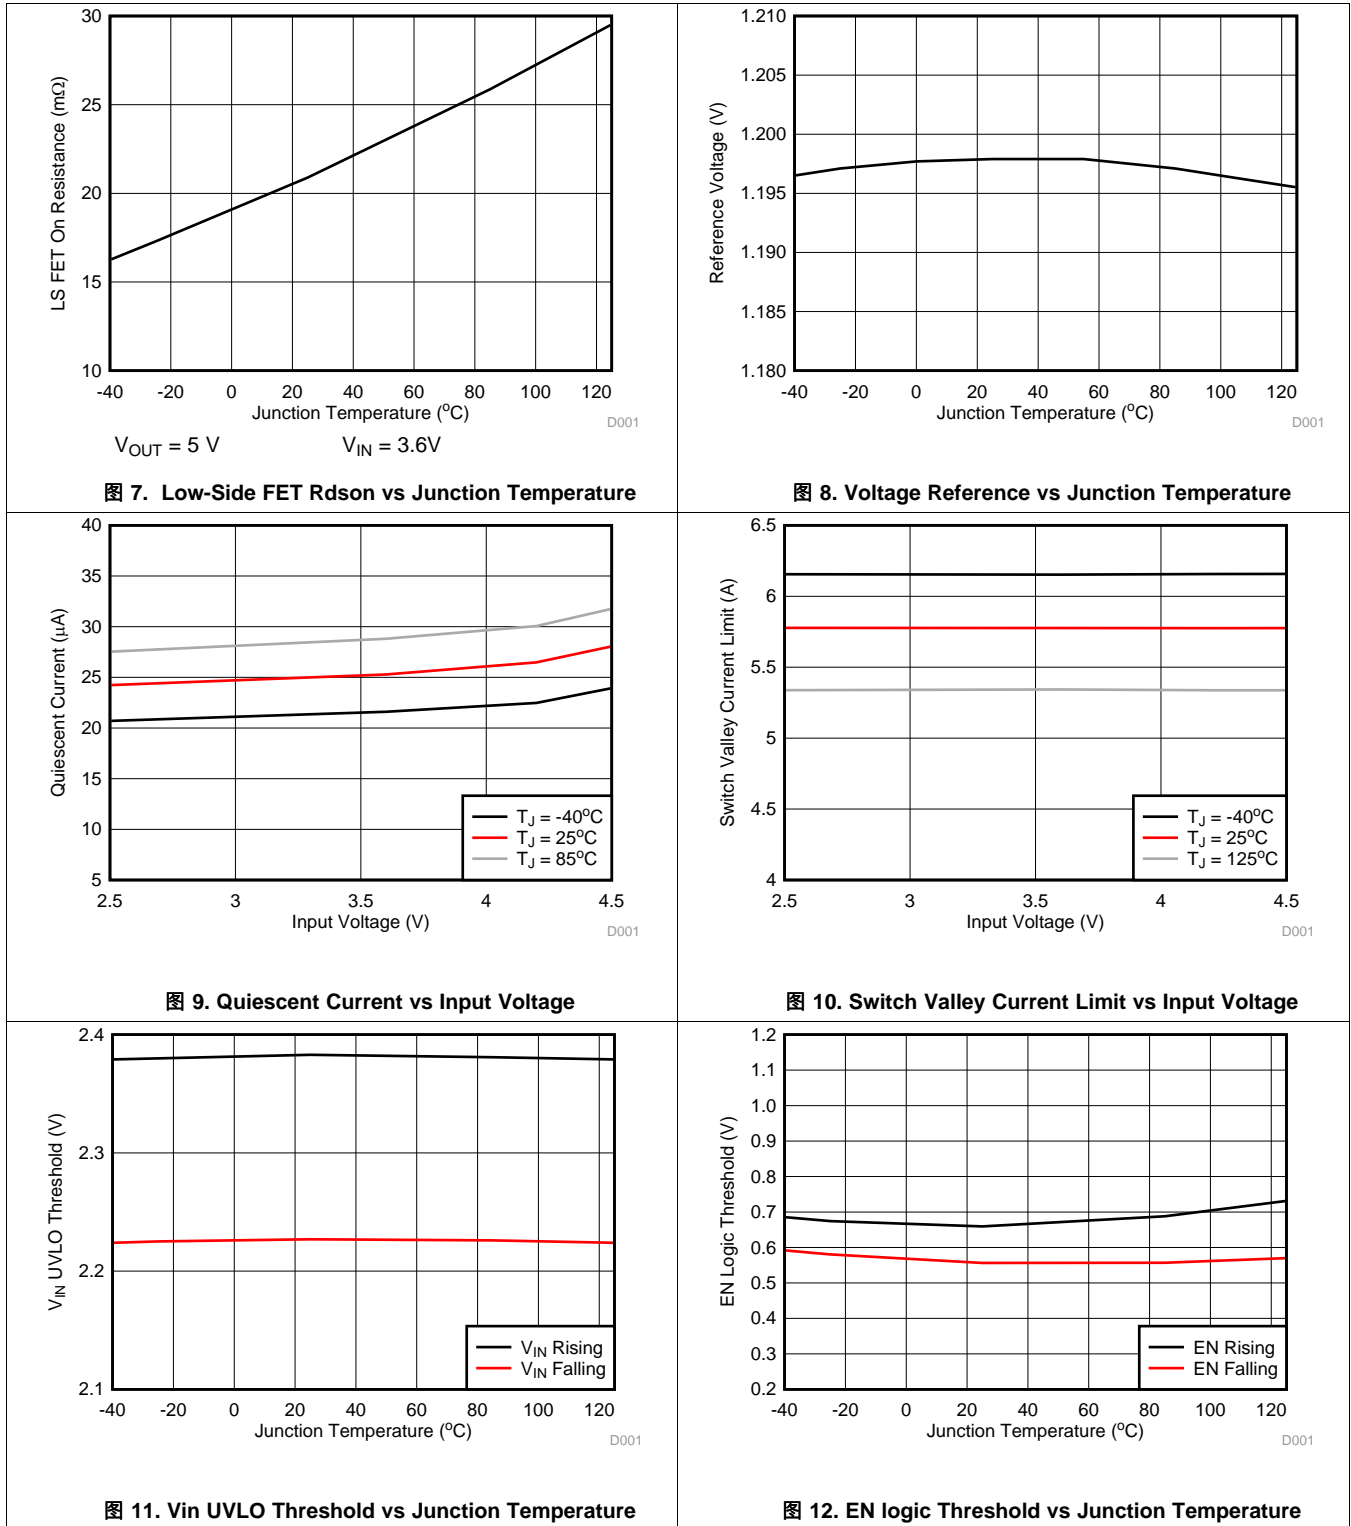 30
25
20
15
10
LS FET On Resistance (mΩ)
-40 -20 0 20 40 60 80 100 120
Junction Temperature (°C)
D001
V_OUT = 5 V V_IN = 3.6V
图 7. Low-Side FET Rdson vs Junction Temperature
1.210
1.205
1.200
1.195
1.190
1.185
1.180
Reference Voltage (V)
-40 -20 0 20 40 60 80 100 120
Junction Temperature (°C)
D001
图 8. Voltage Reference vs Junction Temperature
40
35
30
25
20
15
10
5
Quiescent Current (μA)
T_J = -40°C
T_J = 25°C
T_J = 85°C
2.5 3 3.5 4 4.5
Input Voltage (V)
D001
图 9. Quiescent Current vs Input Voltage
6.5
6
5.5
5
4.5
4
Switch Valley Current Limit (A)
T_J = -40°C
T_J = 25°C
T_J = 125°C
2.5 3 3.5 4 4.5
Input Voltage (V)
D001
图 10. Switch Valley Current Limit vs Input Voltage
2.4
2.3
2.2
2.1
V_IN UVLO Threshold (V)
V_IN Rising
V_IN Falling
-40 -20 0 20 40 60 80 100 120
Junction Temperature (°C)
D001
图 11. Vin UVLO Threshold vs Junction Temperature
1.2
1.1
1.0
0.9
0.8
0.7
0.6
0.5
0.4
0.3
0.2
EN Logic Threshold (V)
EN Rising
EN Falling
-40 -20 0 20 40 60 80 100 120
Junction Temperature (°C)
D001
图 12. EN logic Threshold vs Junction Temperature